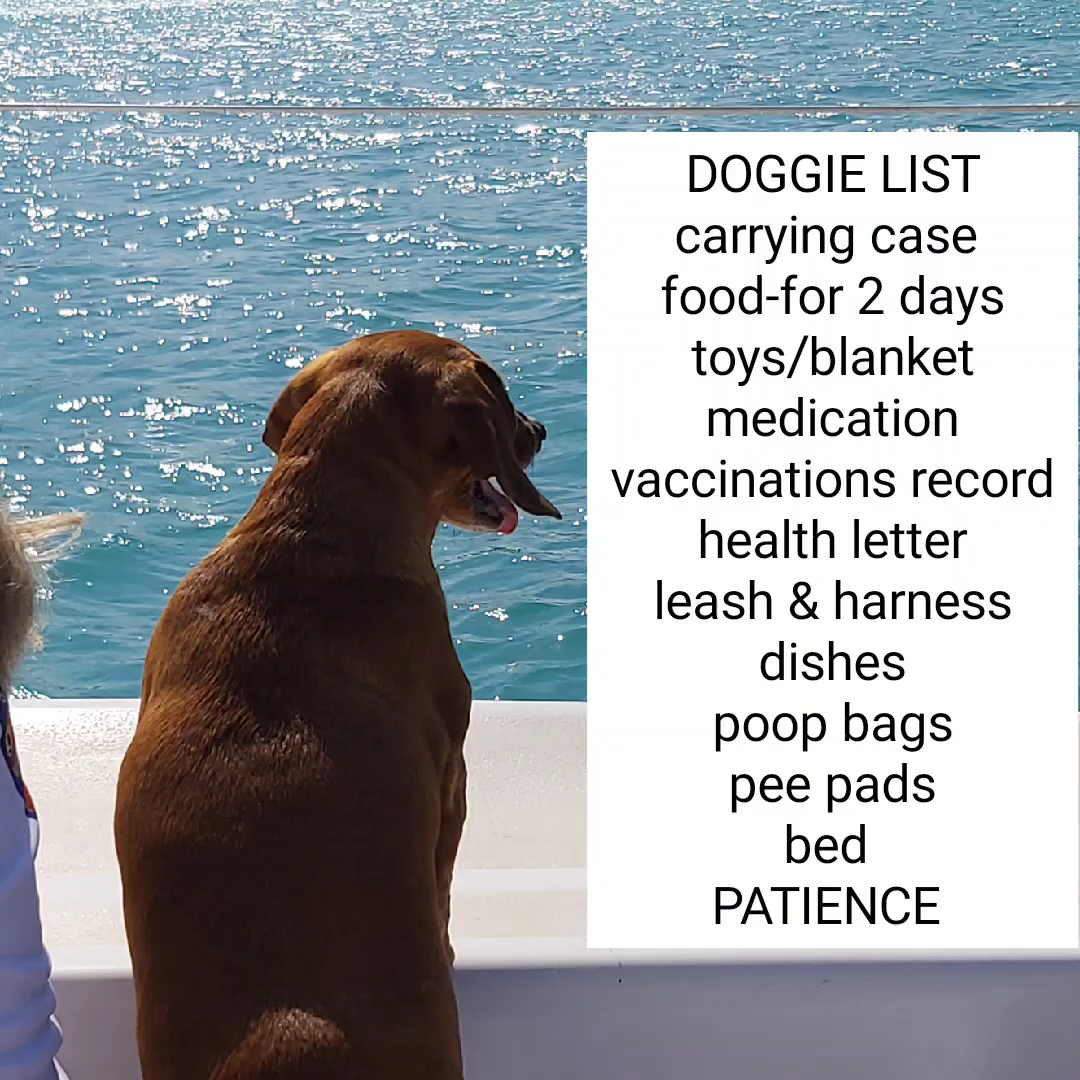 DOGGIE LIST
carrying case
food-for 2 days
toys/blanket
medication
vaccinations record
health letter
leash & harness
dishes
poop bags
pee pads
bed
PATIENCE